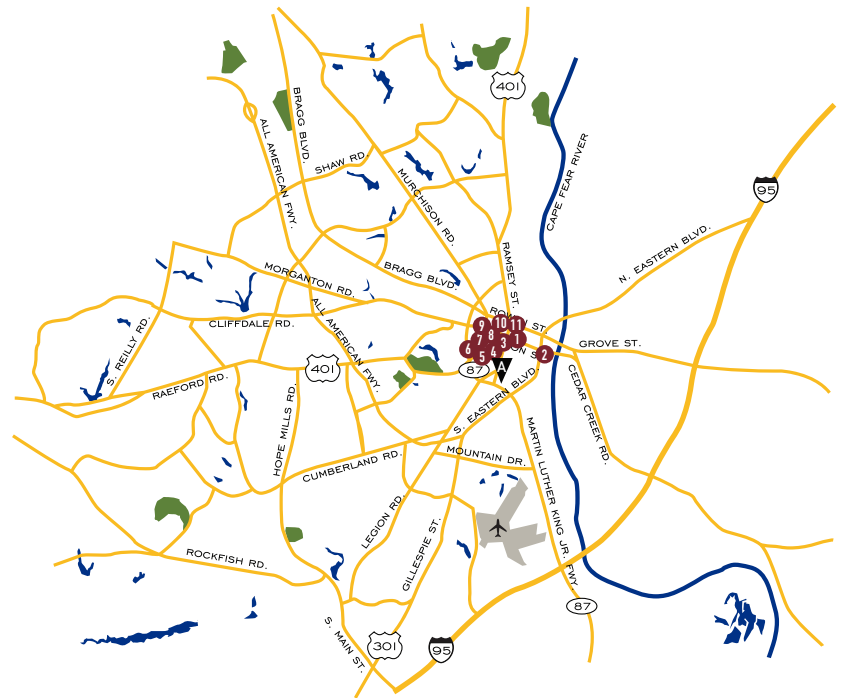 401
95
BRAGG BLVD.
ALL AMERICAN FWY.
SHAW RD.
MURCHISON RD.
CAPE FEAR RIVER
N. EASTERN BLVD.
RAMSEY ST.
MORGANTON RD.
BRAGG BLVD.
CLIFFDALE RD.
ALL AMERICAN FWY.
S. REILLY RD.
ST.
9
10
11
7
8
3
1
6
5
4
2
GROVE ST.
401
87
A
RAEFORD RD.
HOPE MILLS RD.
S. EASTERN BLVD.
CEDAR CREEK RD.
CUMBERLAND RD.
MOUNTAIN DR.
MARTIN LUTHER KING JR. FWY.
LEGION RD.
GILLESPIE ST.
ROCKFISH RD.
87
S. MAIN ST.
301
95